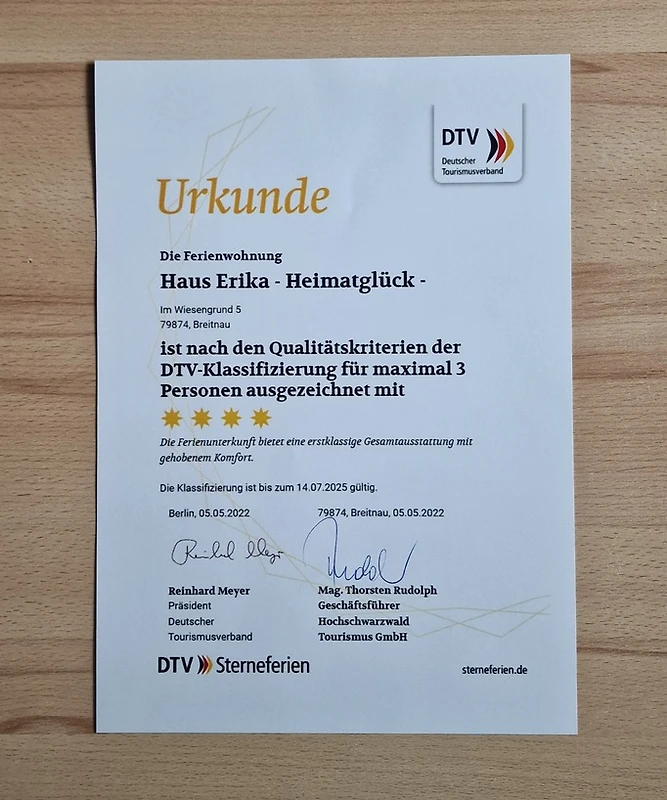 DTV
Deutscher
Tourismusverband
Urkunde
Die Ferienwohnung
Haus Erika - Heimatglück -
Im Wiesengrund 5
79874, Breitnau
ist nach den Qualitätskriterien der
DTV-Klassifizierung für maximal 3
Personen ausgezeichnet mit
Die Ferienunterkunft bietet eine erstklassige Gesamtausstattung mit
gehobenem Komfort.
Die Klassifizierung ist bis zum 14.07.2025 gültig.
Berlin, 05.05.2022 79874, Breitnau, 05.05.2022
Reinhard Meyer Mag. Thorsten Rudolph
Präsident Geschäftsführer
Deutscher Hochschwarzwald
Tourismusverband Tourismus GmbH
DTV Sterneferien sterneferien.de